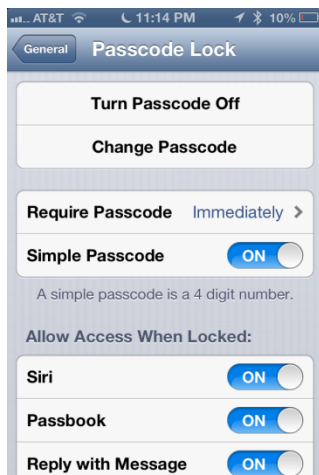 AT&T 11:14 PM 10%
General Passcode Lock
Turn Passcode Off
Change Passcode
Require Passcode Immediately
Simple Passcode ON
A simple passcode is a 4 digit number.
Allow Access When Locked:
Siri ON
Passbook ON
Reply with Message ON